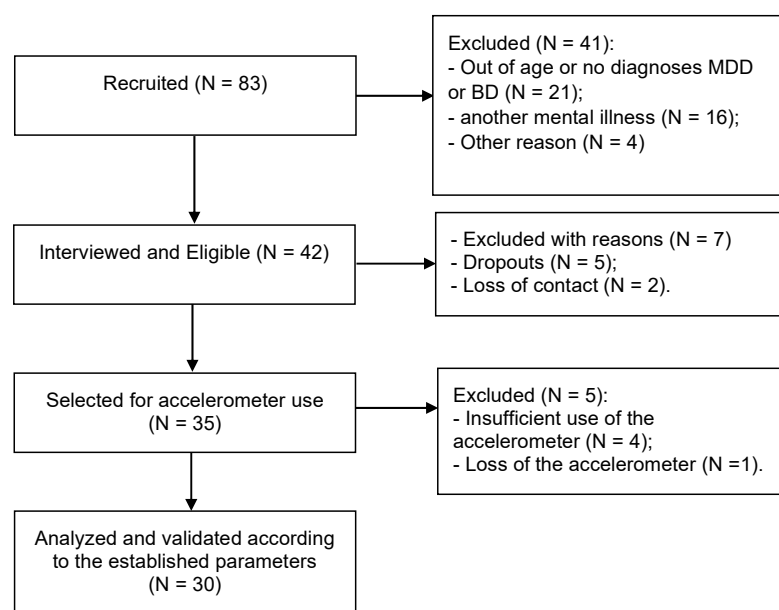 Recruited (N = 83)
Excluded (N = 41):
- Out of age or no diagnoses MDD
or BD (N = 21);
- another mental illness (N = 16);
- Other reason (N = 4)
Interviewed and Eligible (N = 42)
- Excluded with reasons (N = 7)
- Dropouts (N = 5);
- Loss of contact (N = 2).
Selected for accelerometer use
(N = 35)
Excluded (N = 5):
- Insufficient use of the
accelerometer (N = 4);
- Loss of the accelerometer (N =1).
Analyzed and validated according
to the established parameters
(N = 30)